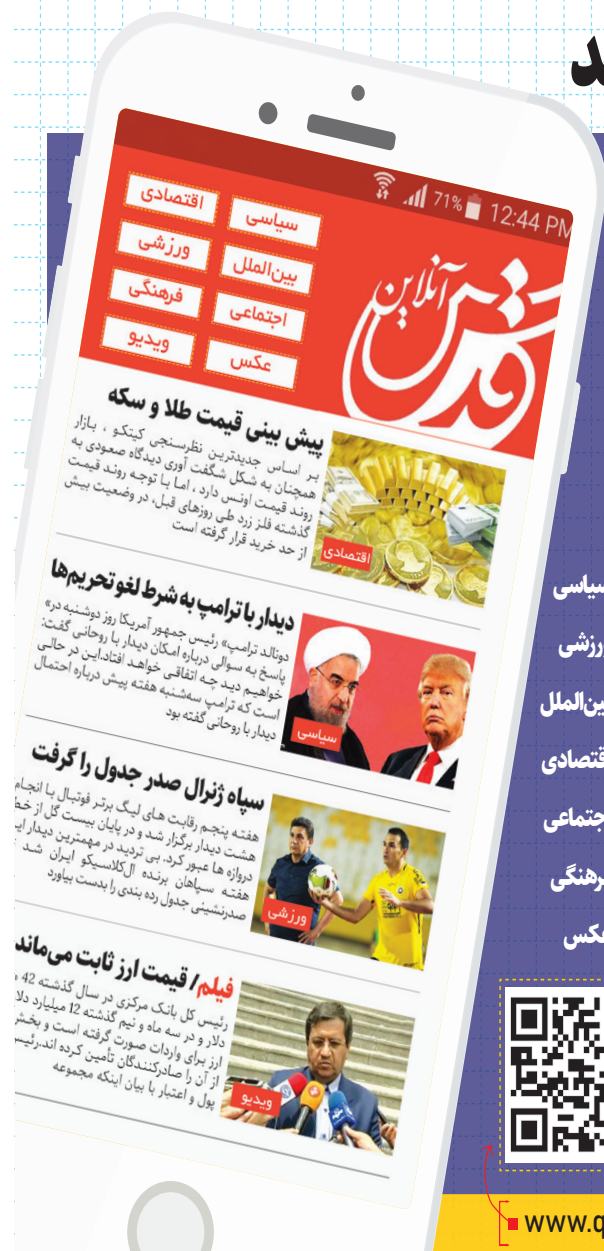 71% 12:44 PM
قدس آنلاین
سیاسی
اقتصادی
بین‌الملل
ورزشی
اجتماعی
فرهنگی
عکس
ویدیو
پیش بینی قیمت طلا و سکه
بر اساس جدیدترین نظرسنجی کیتکو ، بازار
همچنان به شکل شگفت آوری دیدگاه صعودی به
روند قیمت اونس دارد ، اما با توجه روند قیمت
گذشته فلز زرد طی روزهای قبل، در وضعیت بیش
از حد خرید قرار گرفته است
اقتصادی
دیدار با ترامپ به شرط لغو تحریم‌ها
دونالد ترامپ» رئیس جمهور آمریکا روز دوشنبه در»
پاسخ به سوالی درباره امکان دیدار با روحانی گفت:
خواهیم دید چه اتفاقی خواهد افتاد.این در حالی
است که ترامپ سه‌شنبه هفته پیش درباره احتمال
دیدار با روحانی گفته بود
سیاسی
سپاه ژنرال صدر جدول را گرفت
هفته پنجم رقابت های لیگ برتر فوتبال با انجام
هشت دیدار برگزار شد و در پایان بیست گل از خط
دروازه ها عبور کرد. بی تردید در مهمترین دیدار
هفته سپاهان برنده ال‌کلاسیکو ایران شد
صدرنشینی جدول رده بندی را بدست بیاورد
ورزشی
فیلم/ قیمت ارز ثابت می‌ماند
رئیس کل بانک مرکزی در سال گذشته 42
دلار و در سه ماه و نیم گذشته 12 میلیارد
ارز برای واردات صورت گرفته است و
از آن را صادرکنندگان تأمین کرده اند.
پول و اعتبار با بیان اینکه مجموعه
ویدیو
سیاسی
ورزشی
بین‌الملل
اقتصادی
اجتماعی
فرهنگی
عکس
www.q